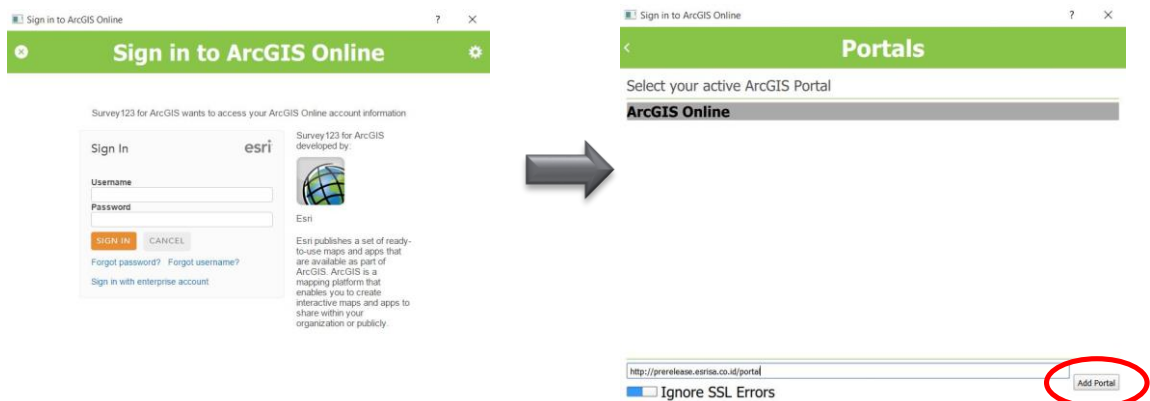 Sign in to ArcGIS Online
? ×
Sign in to ArcGIS Online
Survey123 for ArcGIS wants to access your ArcGIS Online account information
Sign In
esri
Username
Password
SIGN IN
CANCEL
Forgot password? Forgot username?
Sign in with enterprise account
Survey123 for ArcGIS
developed by:
Esri
Esri publishes a set of ready-
to-use maps and apps that
are available as part of
ArcGIS. ArcGIS is a
mapping platform that
enables you to create
interactive maps and apps to
share within your
organization or publicly.
Sign in to ArcGIS Online
? ×
Portals
Select your active ArcGIS Portal
ArcGIS Online
http://prerelease.esrisa.co.id/portal
Add Portal
Ignore SSL Errors